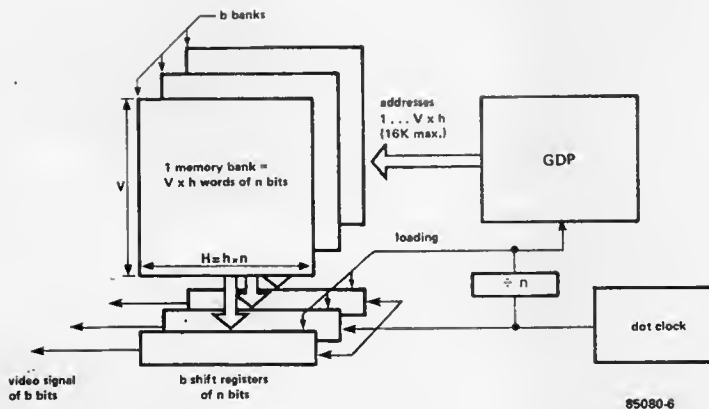 b banks
addresses
1 ... V x h
(16K max.)
GDP
1 memory bank =
V x h words of n bits
V
H = h x n
loading
÷ n
dot clock
video signal
of b bits
b shift registers
of n bits
85080-6